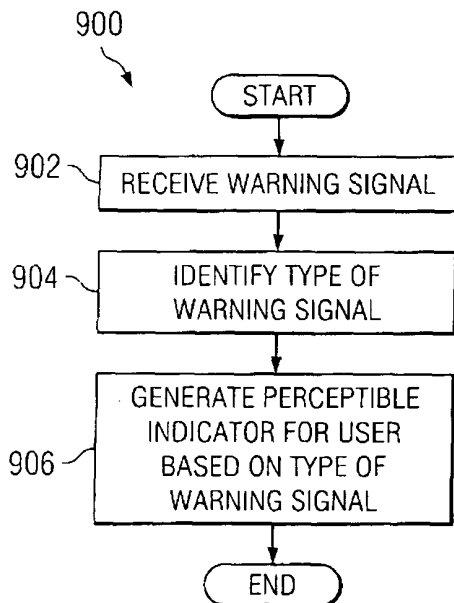 900
START
902
RECEIVE WARNING SIGNAL
904
IDENTIFY TYPE OF
WARNING SIGNAL
GENERATE PERCEPTIBLE
INDICATOR FOR USER
906
BASED ON TYPE OF
WARNING SIGNAL
END